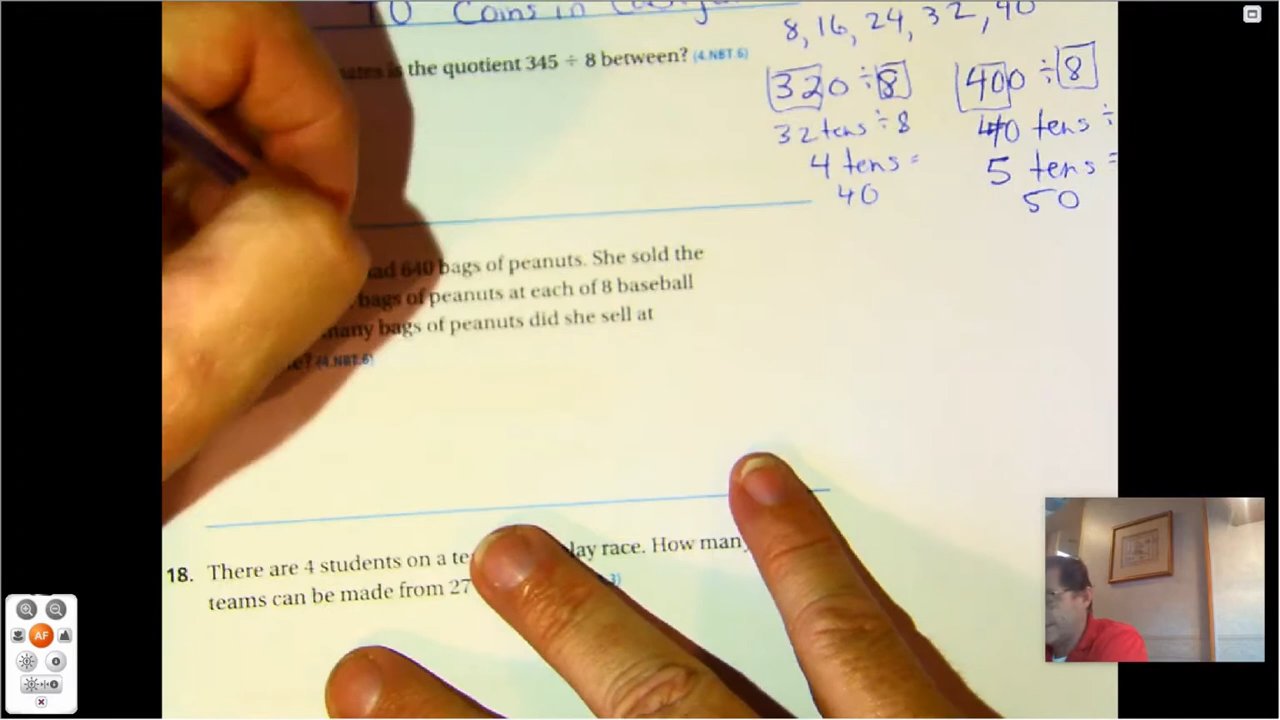 Coins in
8, 16, 24, 32, 40
is the quotient 345 ÷ 8 between? (4.NBT.6)
320 ÷ 8
400 ÷ 8
32 tens ÷ 8
40 tens ÷
4 tens =
5 tens =
40
50
640 bags of peanuts. She sold the
bags of peanuts at each of 8 baseball
many bags of peanuts did she sell at
(4.NBT.6)
18. There are 4 students on a race. How many
teams can be made from 27
AF